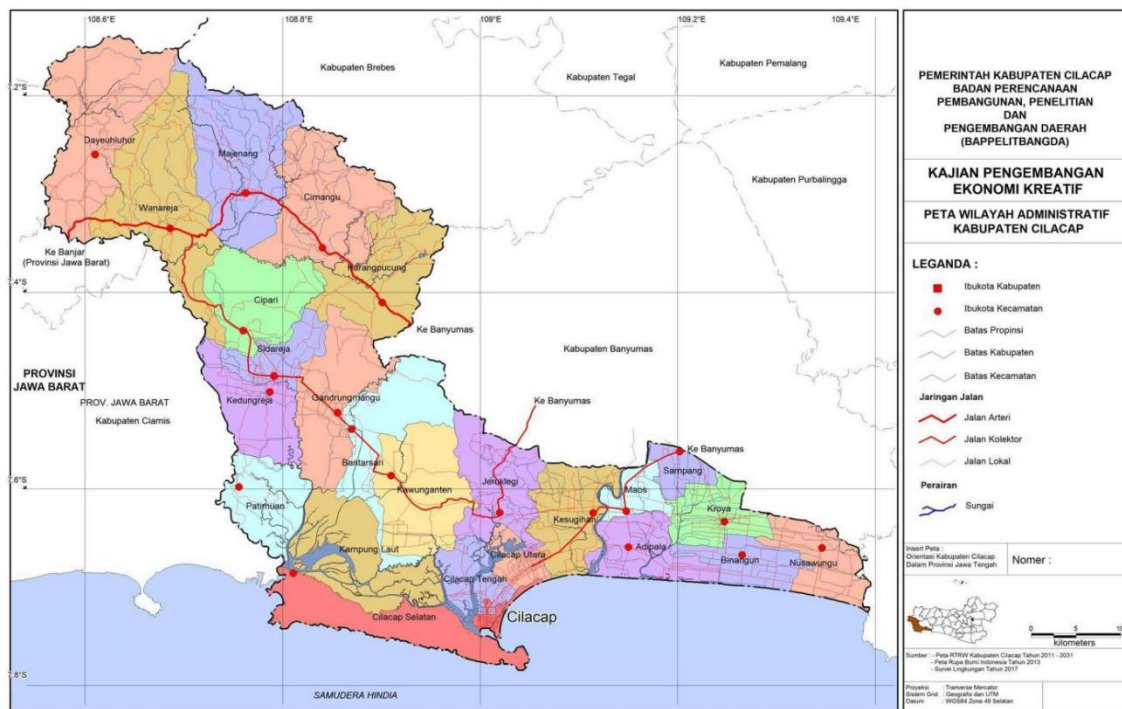 108.6°E
108.8°E
109°E
109.2°E
109.4°E
7.2°S
7.4°S
7.6°S
7.8°S
Kabupaten Brebes
Kabupaten Tegal
Kabupaten Pemalang
Kabupaten Purbalingga
Dayeuhluhur
Majenang
Wanareja
Cimanggu
Ke Banjar
(Provinsi Jawa Barat)
Karangpucung
Cipari
Ke Banyumas
Sidareja
Kabupaten Banyumas
PROVINSI
JAWA BARAT
PROV. JAWA BARAT
Kabupaten Ciamis
Kedungreja
Gandrungmangu
Ke Banyumas
Ke Banyumas
Bantarsari
Kawunganten
Jeruklegi
Sampang
Maos
Patimuan
Kesugihan
Kroya
Kampung Laut
Cilacap Utara
Adipala
Binangun
Nusawungu
Cilacap Tengah
Cilacap Selatan
Cilacap
SAMUDERA HINDIA
PEMERINTAH KABUPATEN CILACAP
BADAN PERENCANAAN
PEMBANGUNAN, PENELITIAN
DAN
PENGEMBANGAN DAERAH
(BAPPELITBANGDA)
KAJIAN PENGEMBANGAN
EKONOMI KREATIF
PETA WILAYAH ADMINISTRATIF
KABUPATEN CILACAP
LEGANDA :
Ibukota Kabupaten
Ibukota Kecamatan
Batas Propinsi
Batas Kabupaten
Batas Kecamatan
Jaringan Jalan
Jalan Arteri
Jalan Kolektor
Jalan Lokal
Perairan
Sungai
Insert Peta :
Orientasi Kabupaten Cilacap
Dalam Provinsi Jawa Tengah
Nomer :
0 5 10
kilometers
Sumber : - Peta RTRW Kabupaten Cilacap Tahun 2011 - 2031
- Peta Rupa Bumi Indonesia Tahun 2013
- Survei Lingkungan Tahun 2017
Proyeksi : Tranverse Mercator
Sistem Grid : Geografis dan UTM
Datum : WGS84 Zone 49 Selatan